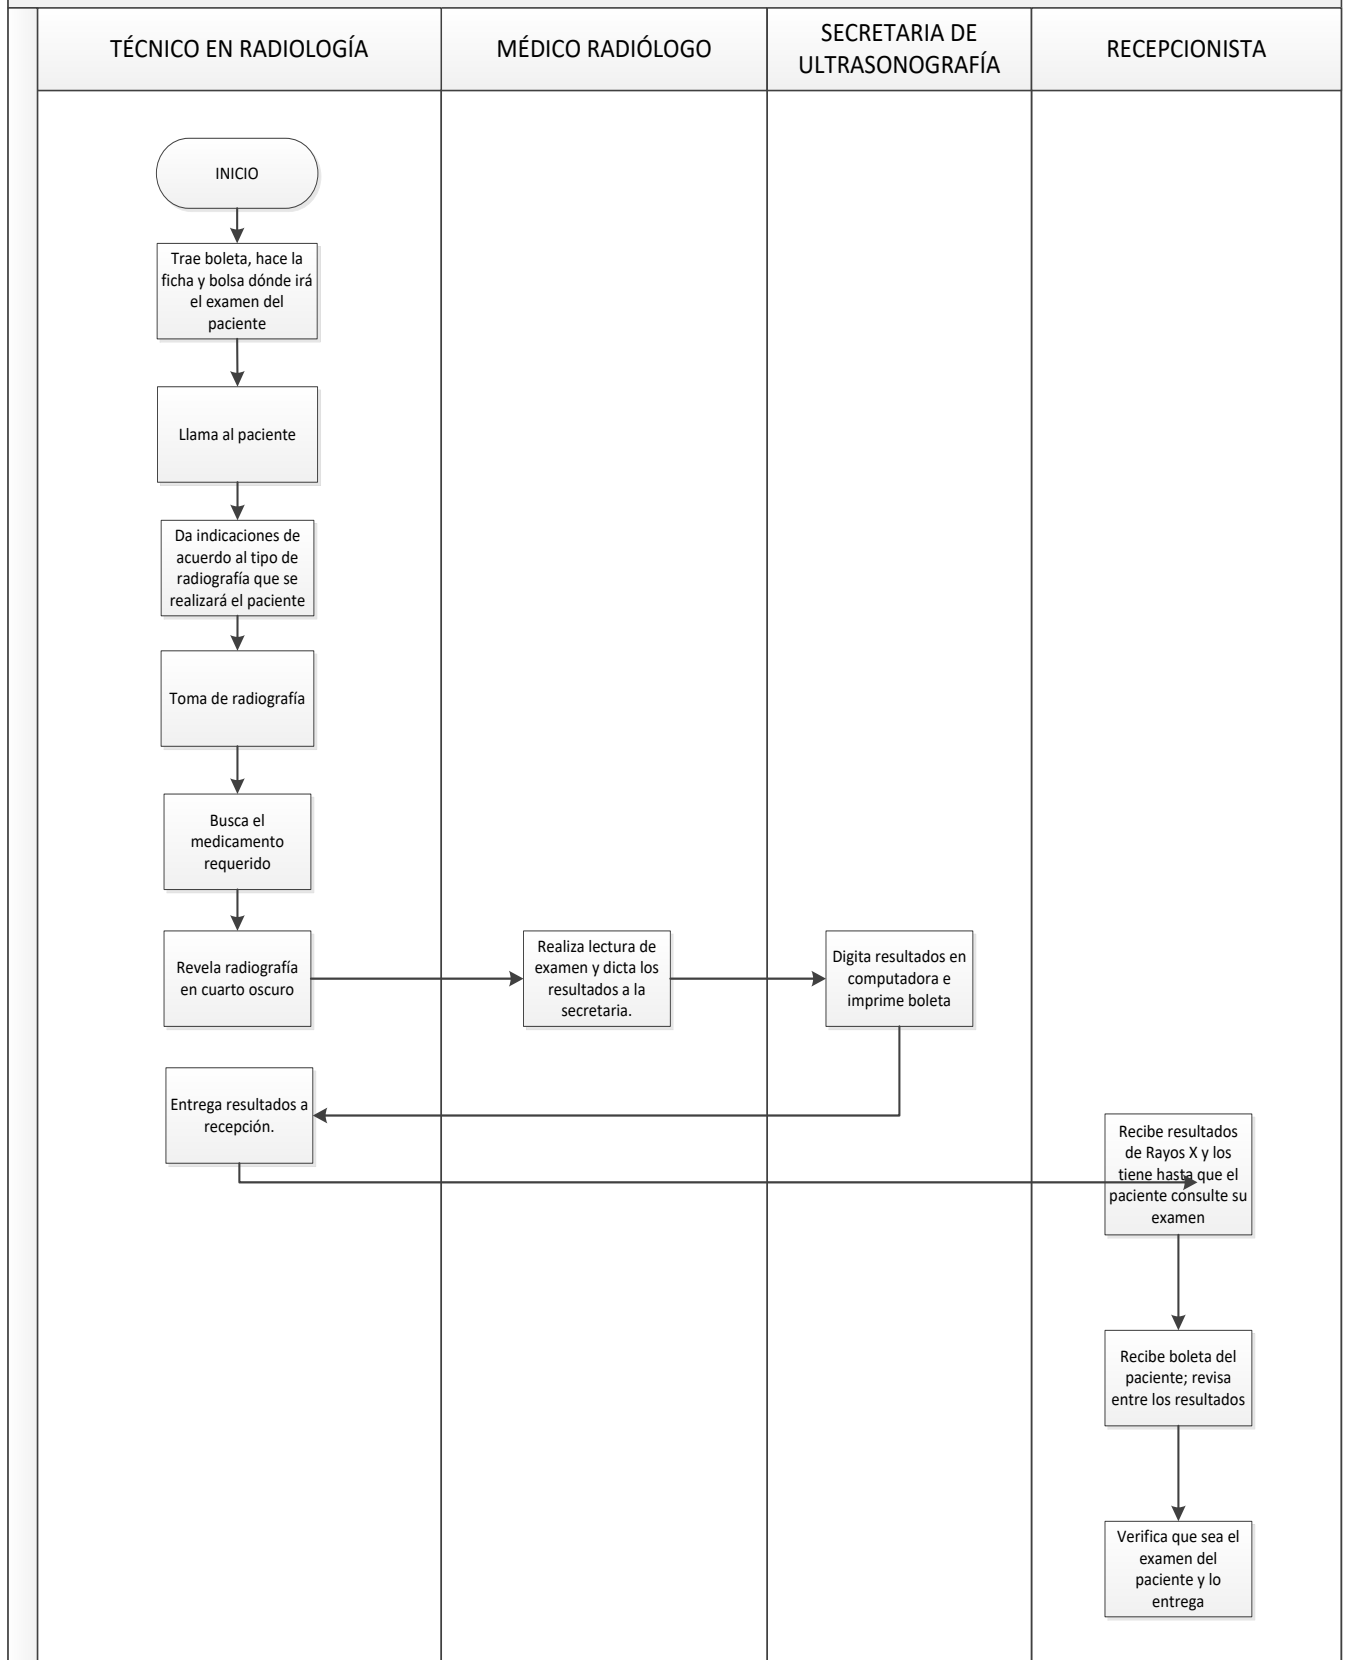 TÉCNICO EN RADIOLOGÍA
MÉDICO RADIÓLOGO
SECRETARIA DE
ULTRASONOGRAFÍA
RECEPCIONISTA
INICIO
Trae boleta, hace la
ficha y bolsa dónde irá
el examen del
paciente
Llama al paciente
Da indicaciones de
acuerdo al tipo de
radiografía que se
realizará el paciente
Toma de radiografía
Busca el
medicamento
requerido
Revela radiografía
en cuarto oscuro
Realiza lectura de
examen y dicta los
resultados a la
secretaria.
Digita resultados en
computadora e
imprime boleta
Entrega resultados a
recepción.
Recibe resultados
de Rayos X y los
tiene hasta que el
paciente consulte su
examen
Recibe boleta del
paciente; revisa
entre los resultados
Verifica que sea el
examen del
paciente y lo
entrega